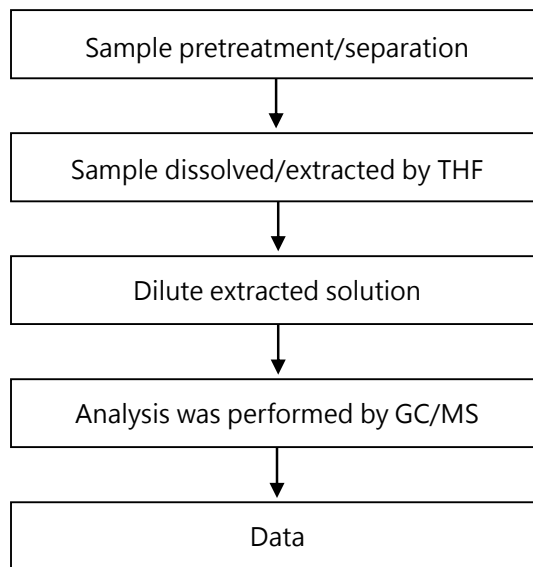 Sample pretreatment/separation
Sample dissolved/extracted by THF
Dilute extracted solution
Analysis was performed by GC/MS
Data